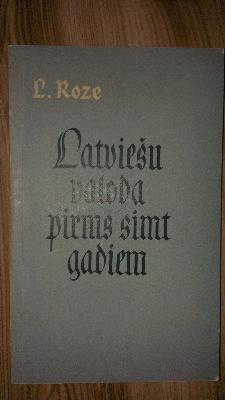 L. Roze
Latviešu
valoda
pirms simt
gadiem